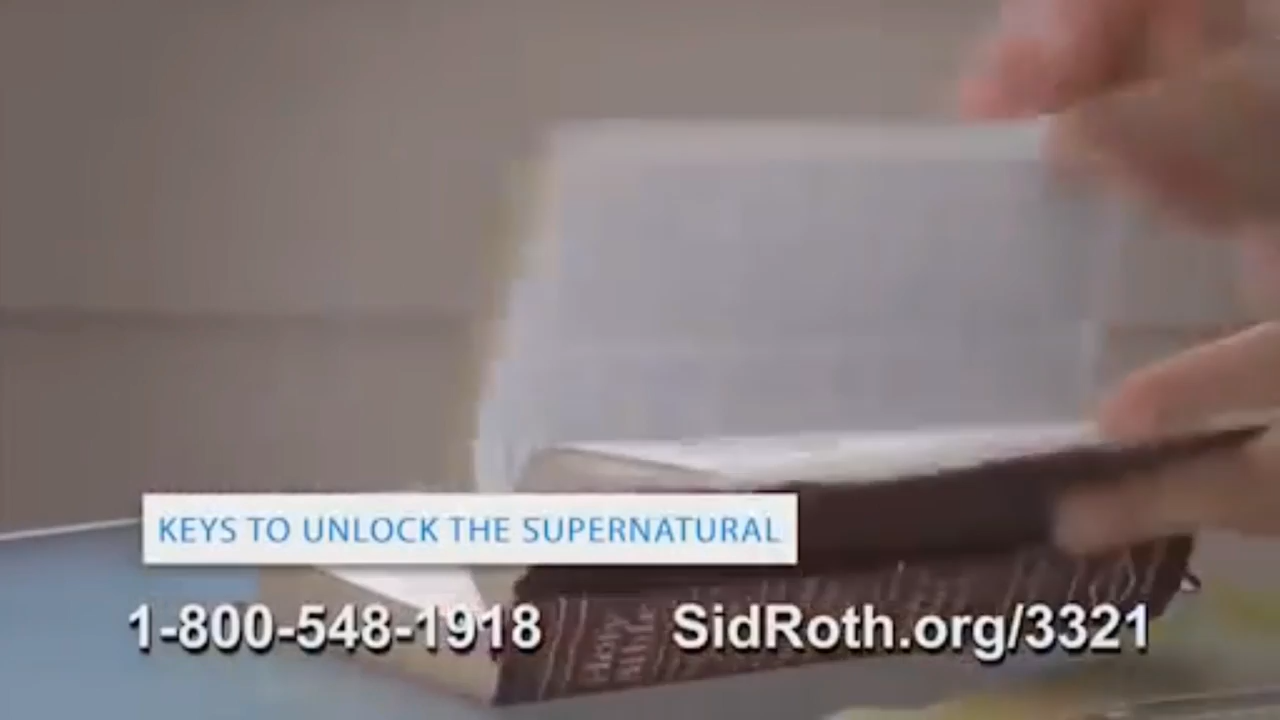 KEYS TO UNLOCK THE SUPERNATURAL
1-800-548-1918 SidRoth.org/3321
Holy
Bible